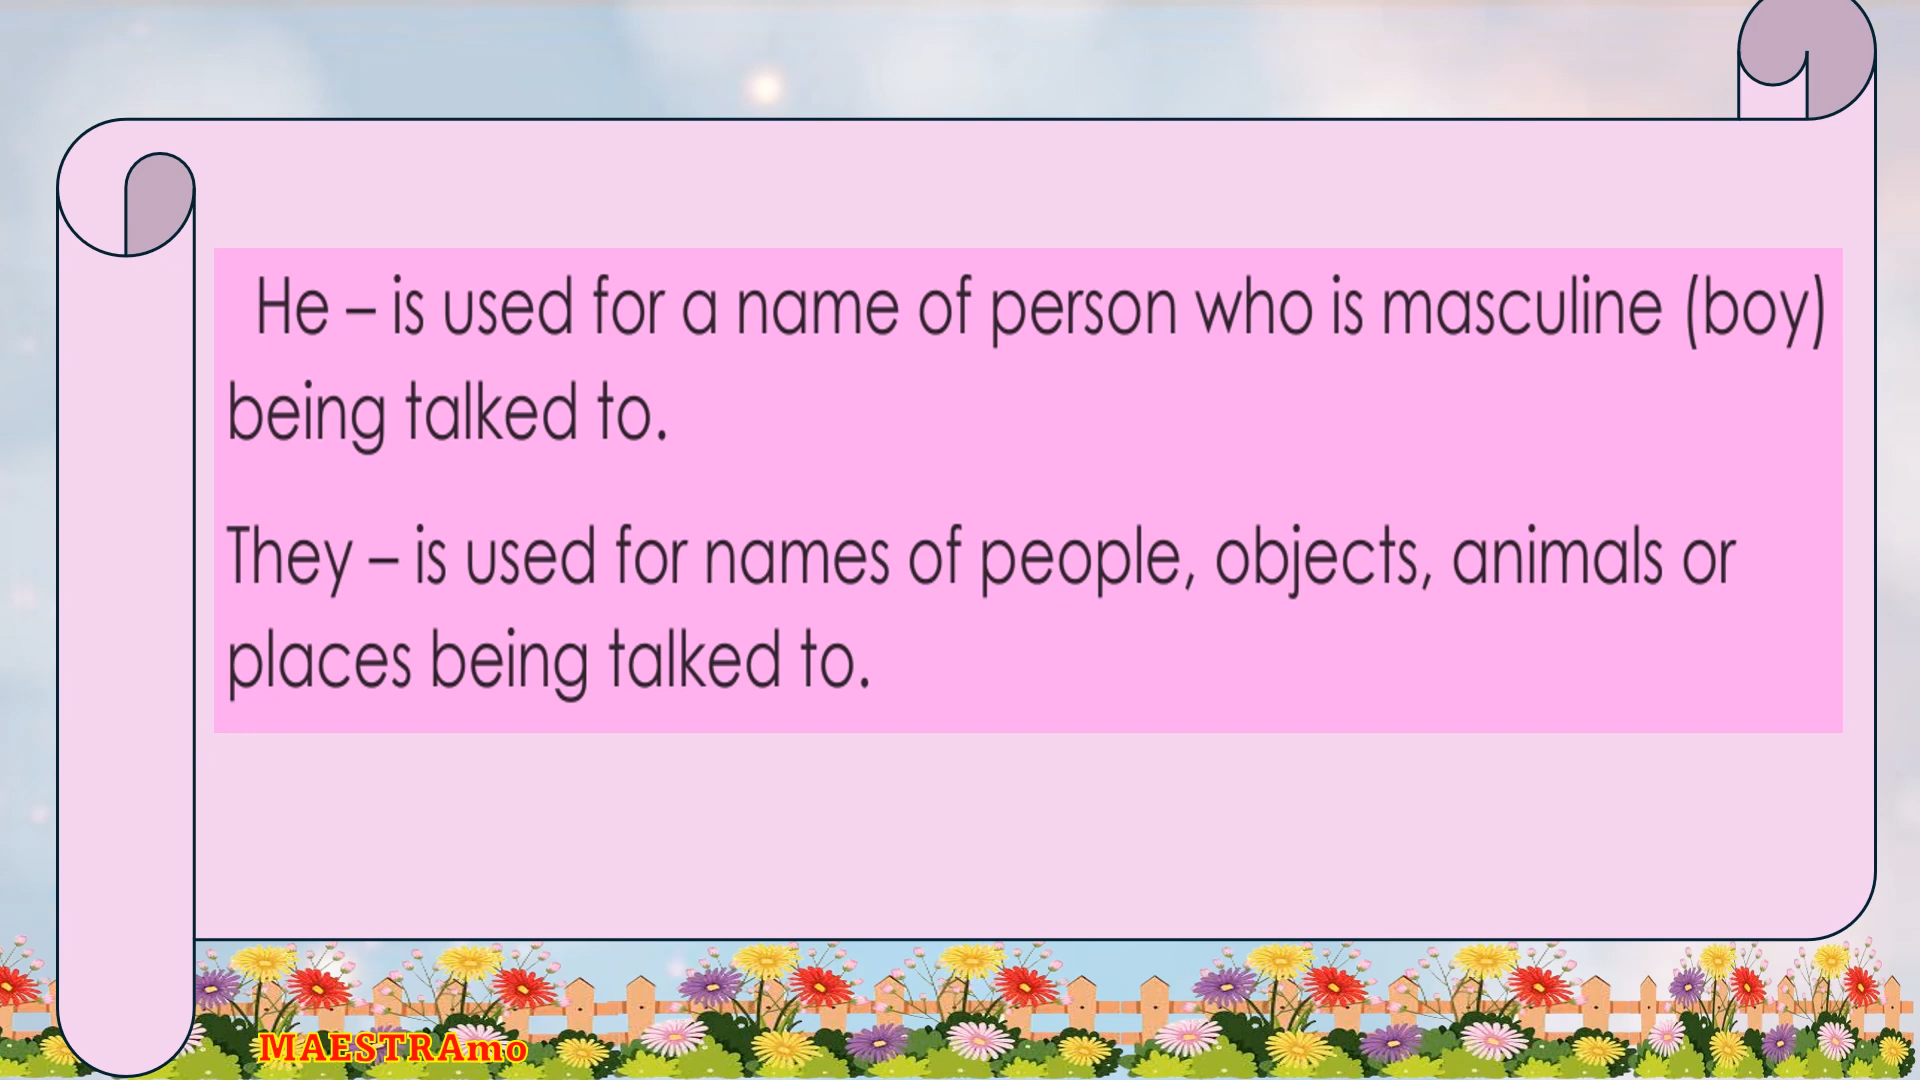 He – is used for a name of person who is masculine (boy)
being talked to.
They – is used for names of people, objects, animals or
places being talked to.
MAESTRAmo